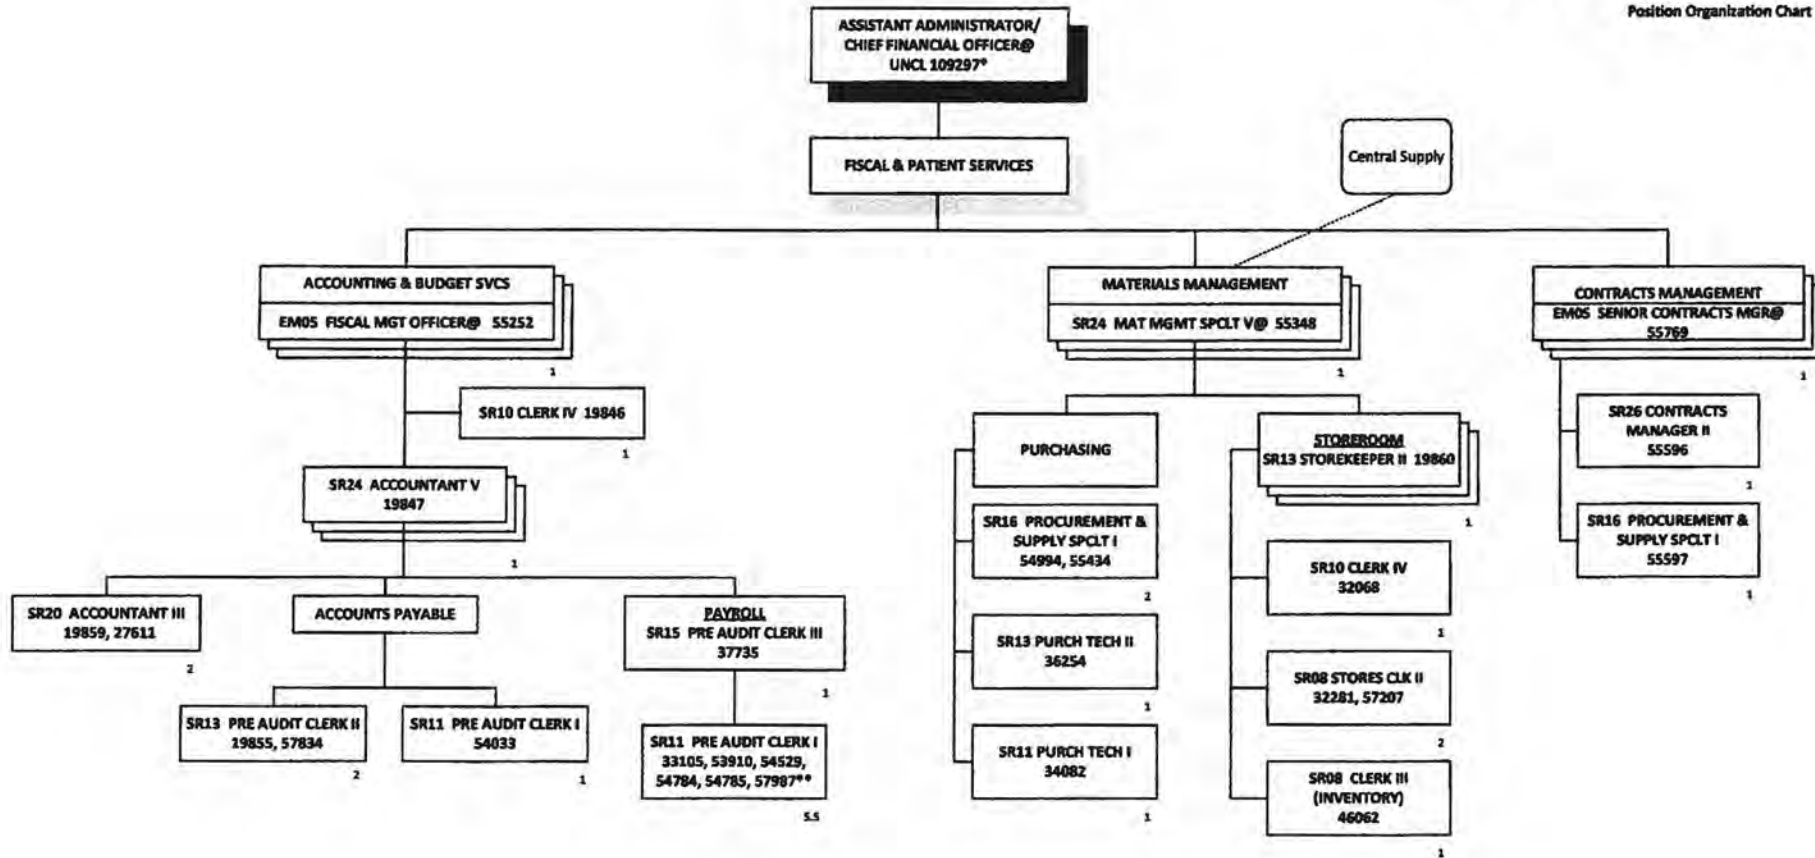 Position Organization Chart
ASSISTANT ADMINISTRATOR/
CHIEF FINANCIAL OFFICER@
UNCL 109297*
FISCAL & PATIENT SERVICES
Central Supply
ACCOUNTING & BUDGET SVCS
EM05 FISCAL MGT OFFICER@ 55252
1
SR10 CLERK IV 19846
1
SR24 ACCOUNTANT V
19847
1
SR20 ACCOUNTANT III
19859, 27611
2
ACCOUNTS PAYABLE
SR13 PRE AUDIT CLERK II
19855, 57834
2
SR11 PRE AUDIT CLERK I
54033
1
PAYROLL
SR15 PRE AUDIT CLERK III
37735
1
SR11 PRE AUDIT CLERK I
33105, 53910, 54529,
54784, 54785, 57987**
5.5
MATERIALS MANAGEMENT
SR24 MAT MGMT SPCLT V@ 55348
1
PURCHASING
SR16 PROCUREMENT &
SUPPLY SPCLT I
54994, 55434
2
SR13 PURCH TECH II
36254
1
SR11 PURCH TECH I
34082
1
STOREROOM
SR13 STOREKEEPER II 19860
1
SR10 CLERK IV
32068
1
SR08 STORES CLK II
32281, 57207
2
SR08 CLERK III
(INVENTORY)
46062
1
CONTRACTS MANAGEMENT
EM05 SENIOR CONTRACTS MGR@
55769
1
SR26 CONTRACTS
MANAGER II
55596
1
SR16 PROCUREMENT &
SUPPLY SPCLT I
55597
1